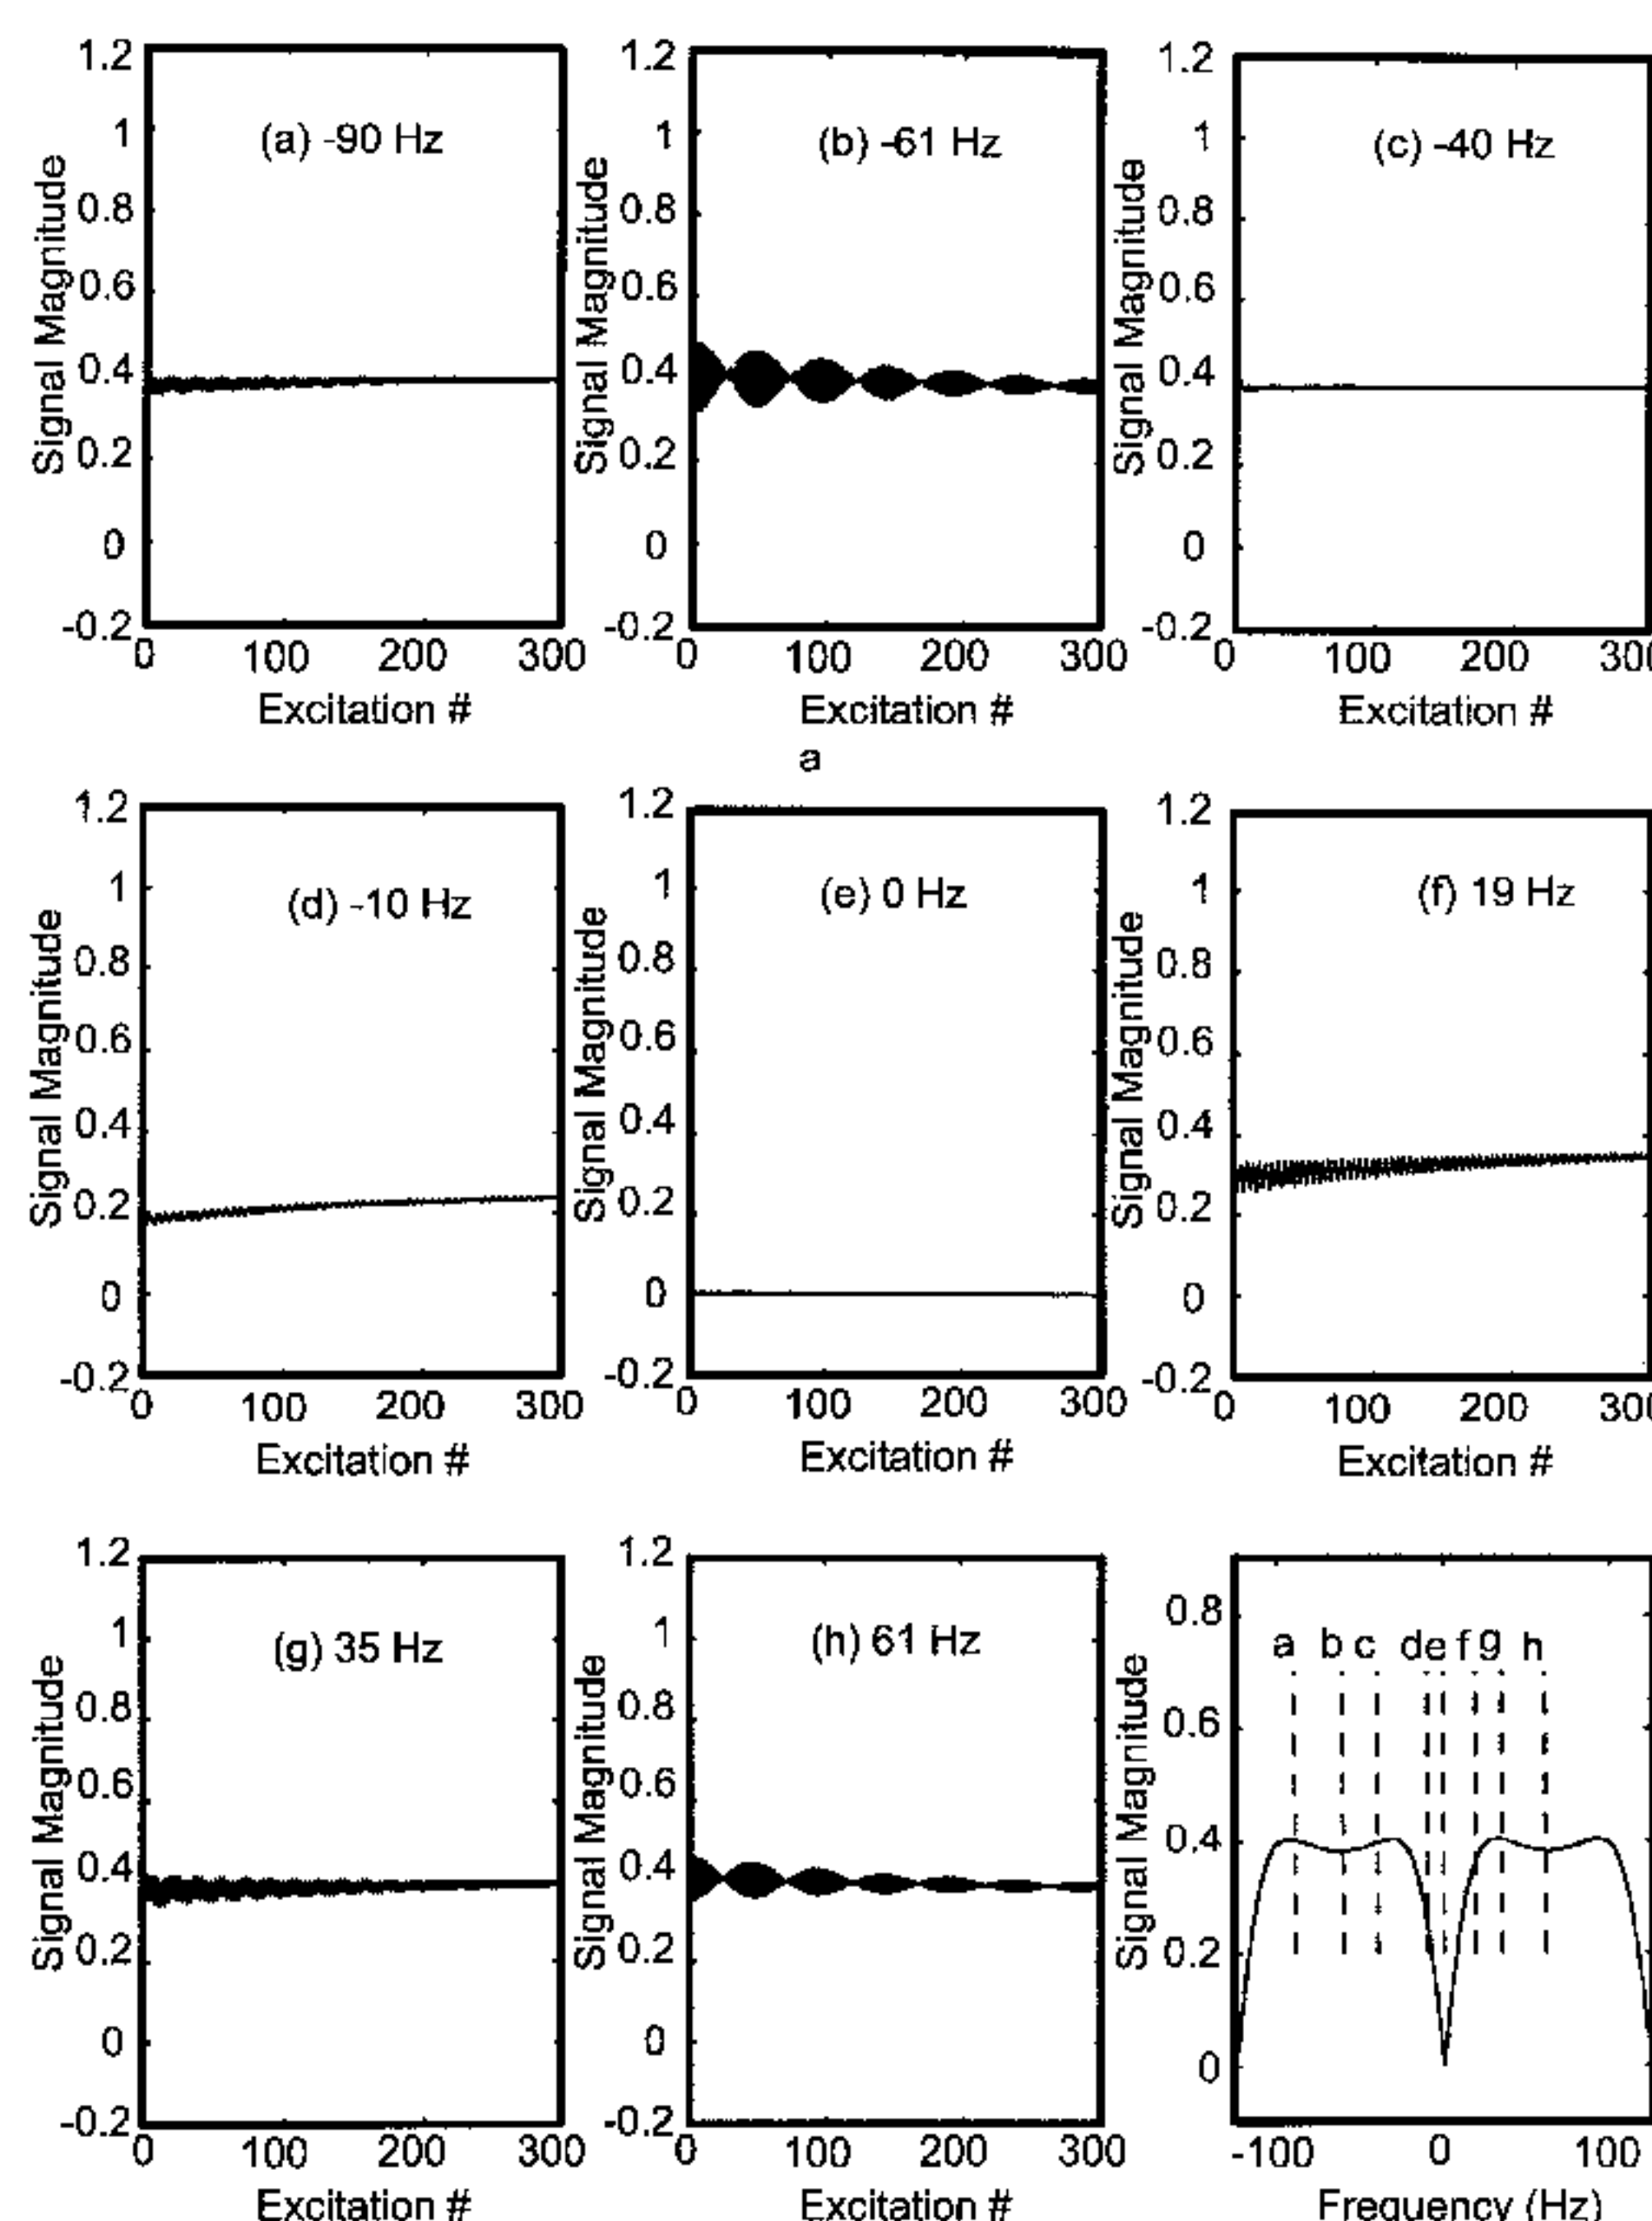 1.2 1 0.8 0.6 0.4 0.2 0 -0.2
Signal Magnitude
(a) -90 Hz
0 100 200 300
Excitation #
1.2 1 0.8 0.6 0.4 0.2 0 -0.2
Signal Magnitude
(b) -61 Hz
0 100 200 300
Excitation #
1.2 1 0.8 0.6 0.4 0.2 0 -0.2
Signal Magnitude
(c) -40 Hz
0 100 200
Excitation #
a
1.2 1 0.8 0.6 0.4 0.2 0 -0.2
Signal Magnitude
(d) -10 Hz
0 100 200 300
Excitation #
1.2 1 0.8 0.6 0.4 0.2 0 -0.2
Signal Magnitude
(e) 0 Hz
0 100 200 300
Excitation #
1.2 1 0.8 0.6 0.4 0.2 0 -0.2
Signal Magnitude
(f) 19 Hz
0 100 200
Excitation #
1.2 1 0.8 0.6 0.4 0.2 0 -0.2
Signal Magnitude
(g) 35 Hz
0 100 200 300
Excitation #
1.2 1 0.8 0.6 0.4 0.2 0 -0.2
Signal Magnitude
(h) 61 Hz
0 100 200 300
Excitation #
0.8 0.6 0.4 0.2 0
Signal Magnitude
a b c d e f g h
-100 0 100
Frequency (Hz)